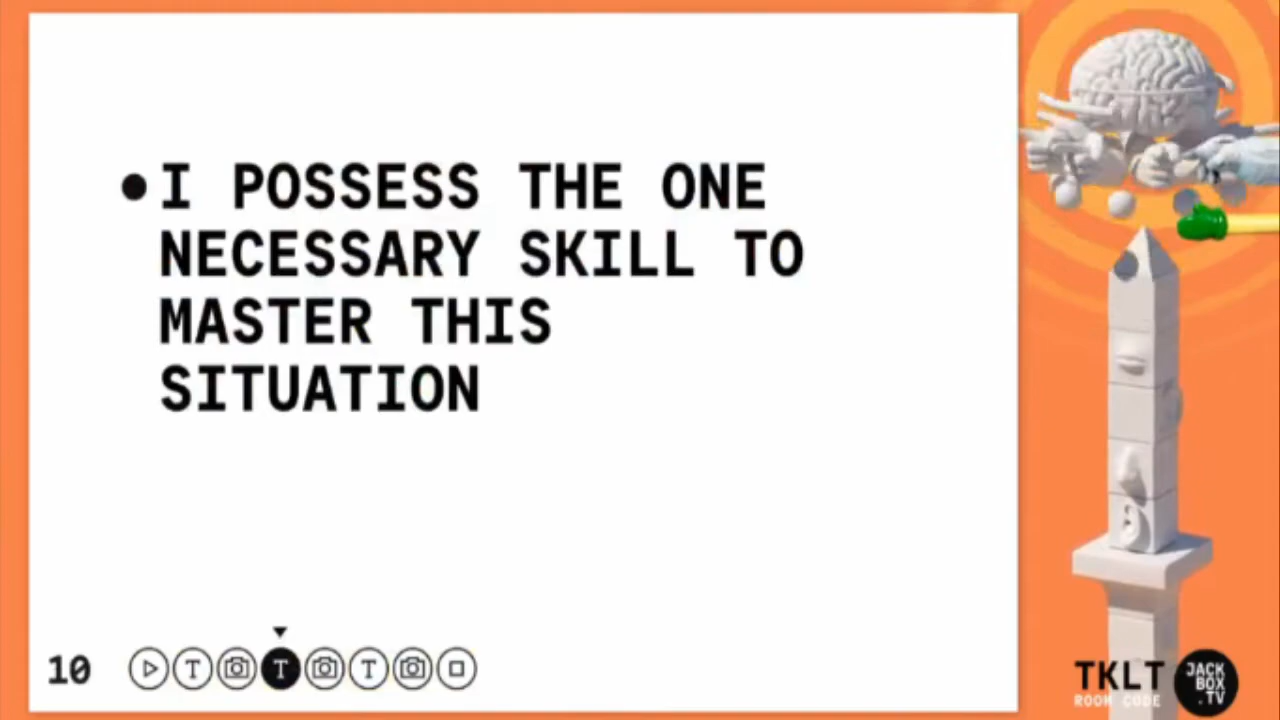 I POSSESS THE ONE
NECESSARY SKILL TO
MASTER THIS
SITUATION
10
T
T
T
TKLT
ROOM CODE
JACK
BOX
.TV